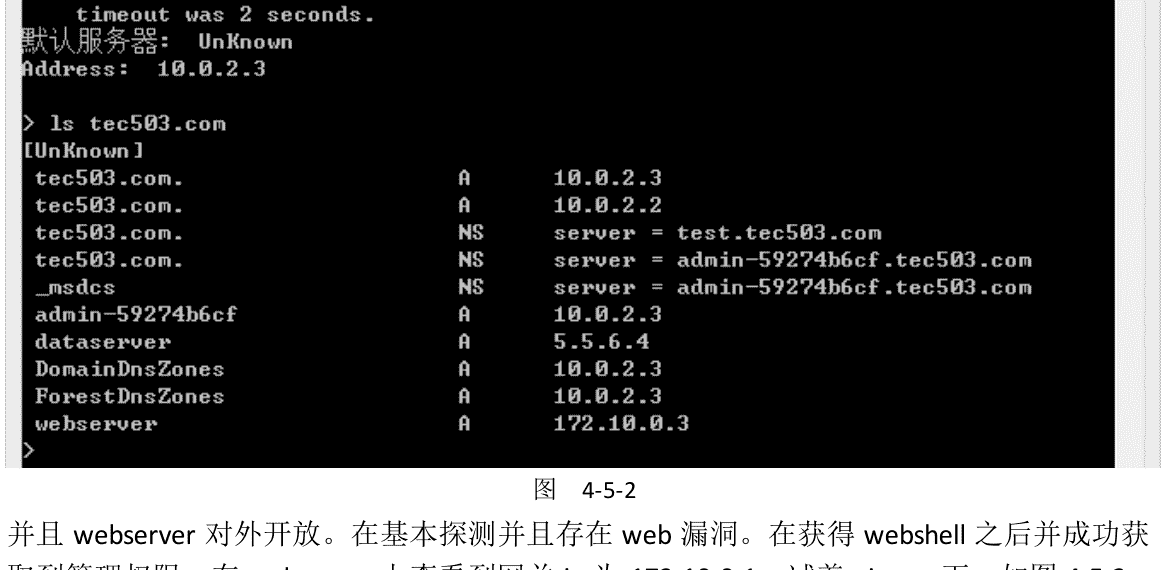 timeout was 2 seconds.
默认服务器: UnKnown
Address: 10.0.2.3
> ls tec503.com
[UnKnown]
tec503.com. A 10.0.2.3
tec503.com. A 10.0.2.2
tec503.com. NS server = test.tec503.com
tec503.com. NS server = admin-59274b6cf.tec503.com
_msdcs NS server = admin-59274b6cf.tec503.com
admin-59274b6cf A 10.0.2.3
dataserver A 5.5.6.4
DomainDnsZones A 10.0.2.3
ForestDnsZones A 10.0.2.3
webserver A 172.10.0.3
>
图 4-5-2
并且 webserver 对外开放。在基本探测并且存在 web 漏洞。在获得 webshell 之后并成功获